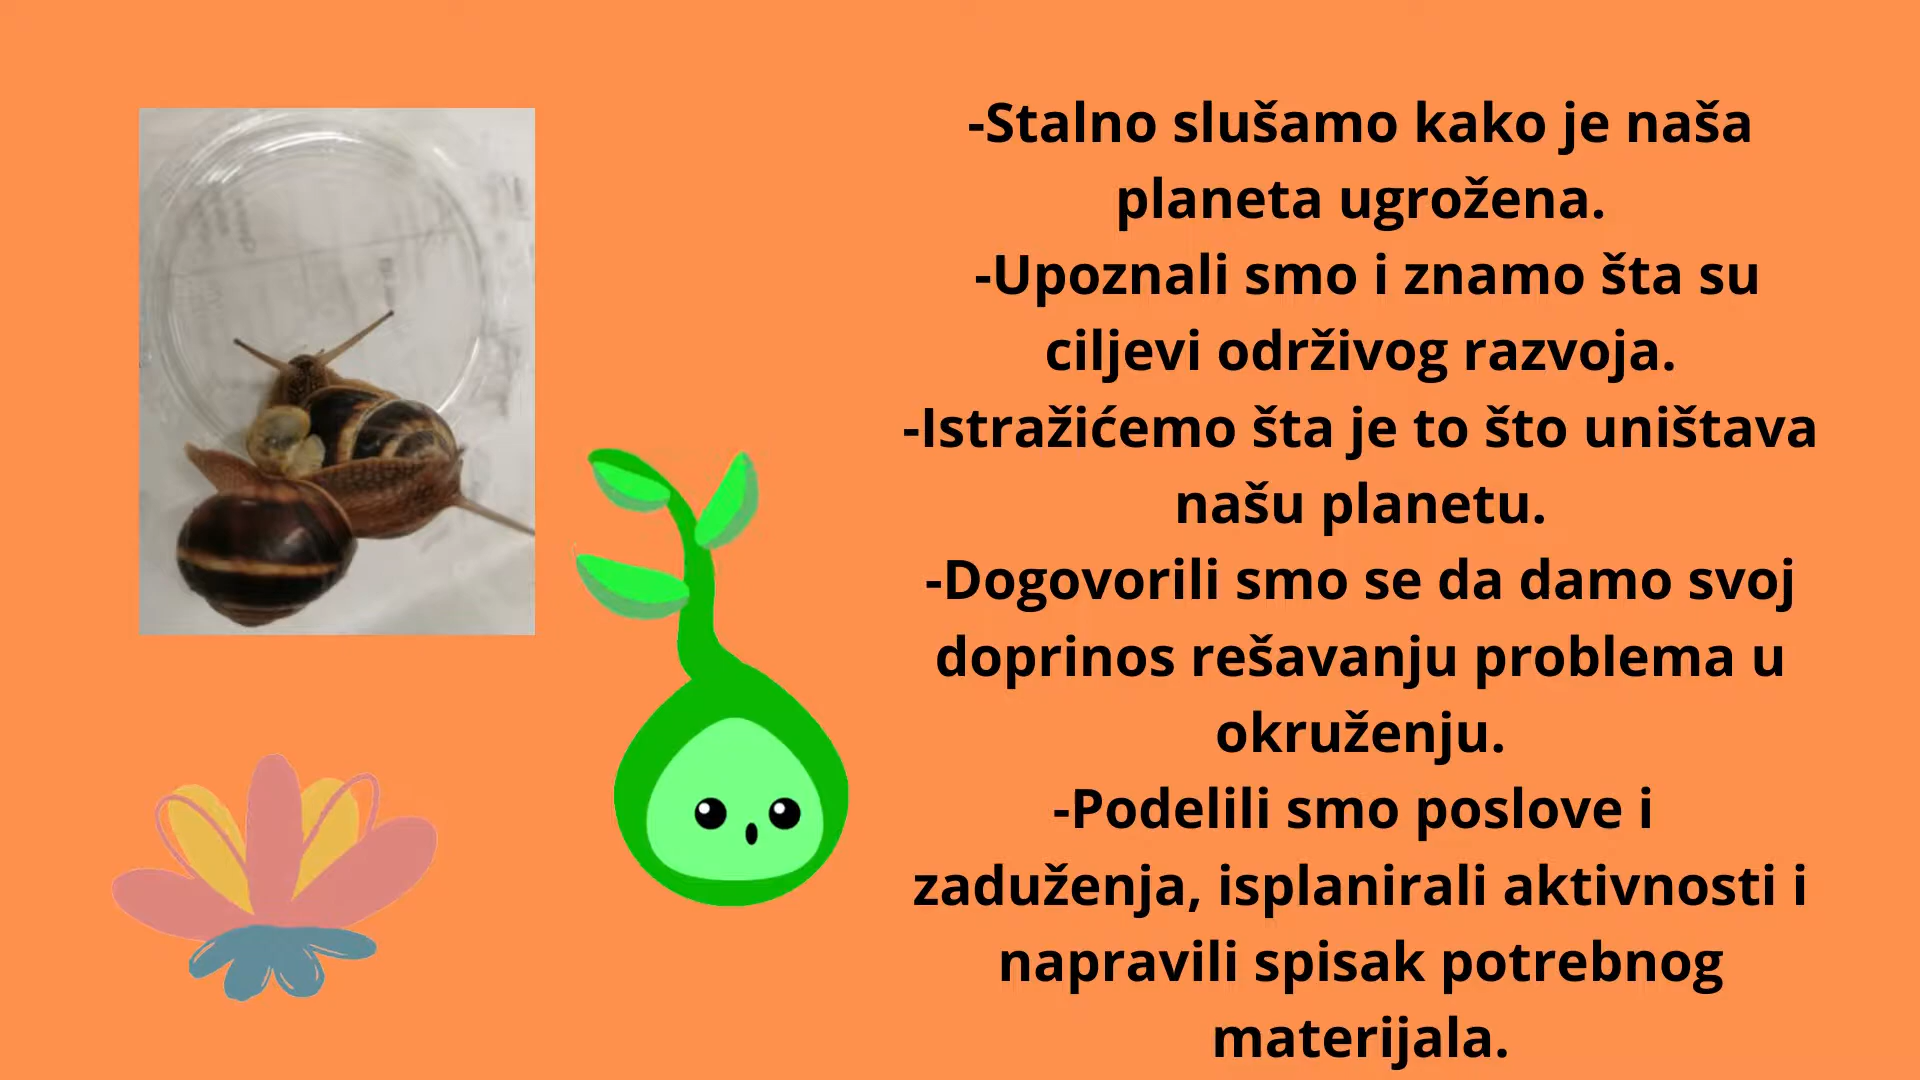 -Stalno slušamo kako je naša
planeta ugrožena.
-Upoznali smo i znamo šta su
ciljevi održivog razvoja.
-Istražićemo šta je to što uništava
našu planetu.
-Dogovorili smo se da damo svoj
doprinos rešavanju problema u
okruženju.
-Podelili smo poslove i
zaduženja, isplanirali aktivnosti i
napravili spisak potrebnog
materijala.